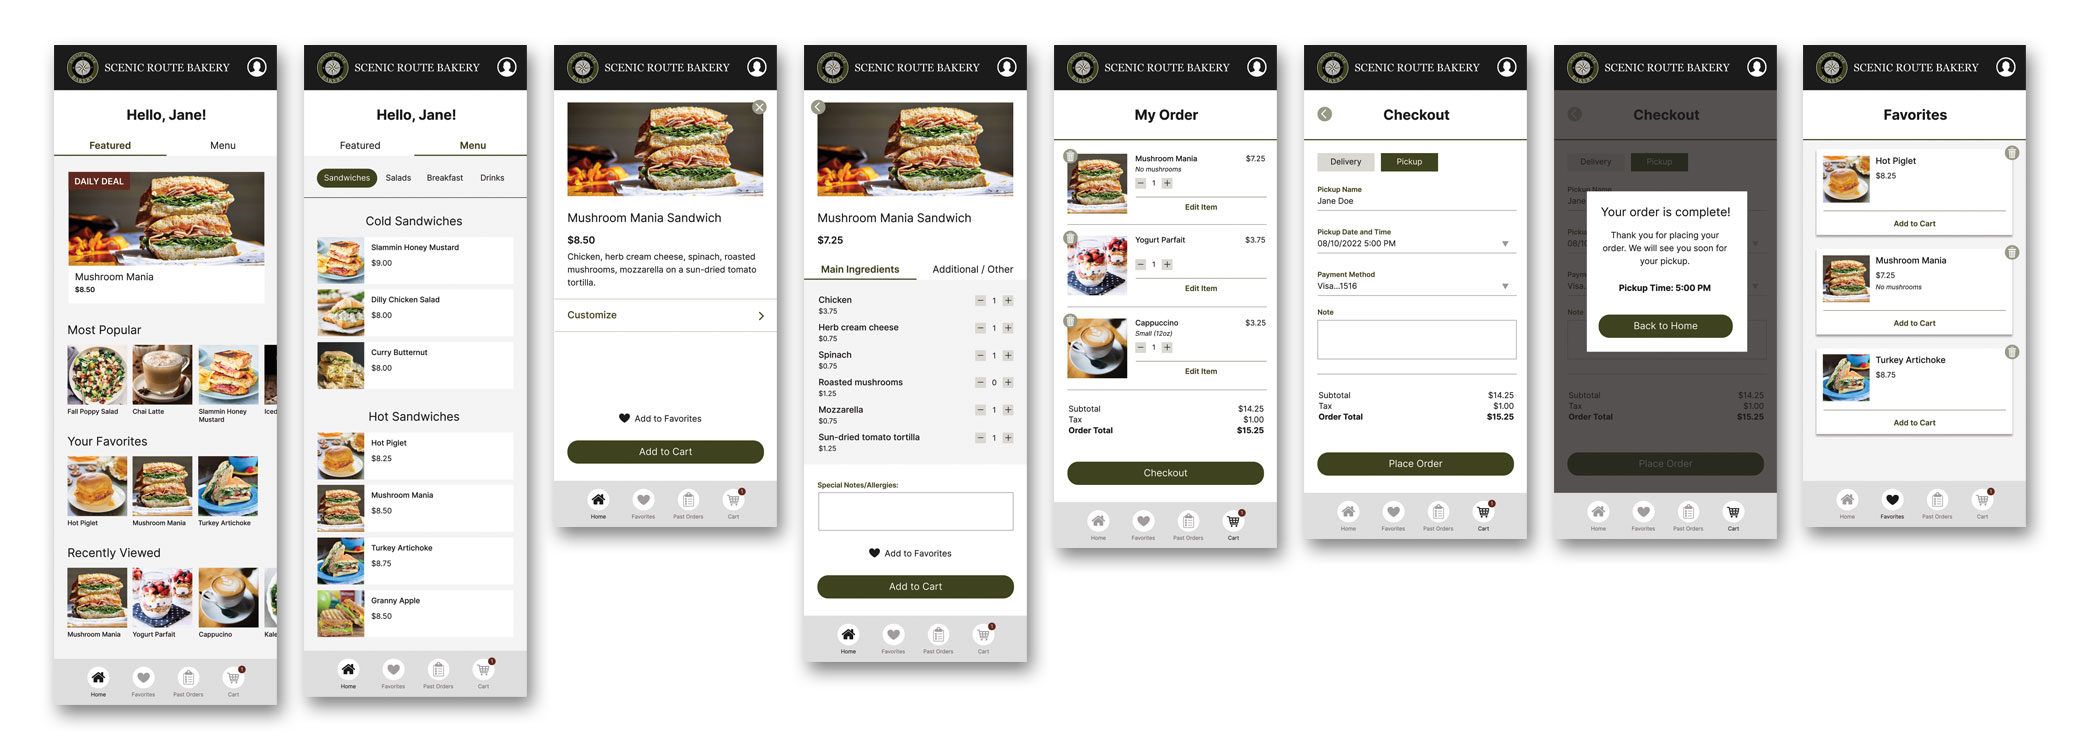 SCENIC ROUTE BAKERY
Hello, Jane!
Featured Menu
DAILY DEAL
Mushroom Mania
$8.50
Most Popular
Fall Poppy Salad Chai Latte Slammin Honey Iced
Mustard
Your Favorites
Hot Piglet Mushroom Mania Turkey Artichoke
Recently Viewed
Mushroom Mania Yogurt Parfait Cappucino Kale
1
Home Favorites Past Orders Cart
SCENIC ROUTE BAKERY
Hello, Jane!
Featured Menu
Sandwiches Salads Breakfast Drinks
Cold Sandwiches
Slammin Honey Mustard
$9.00
Dilly Chicken Salad
$8.00
Curry Butternut
$8.00
Hot Sandwiches
Hot Piglet
$8.25
Mushroom Mania
$8.50
Turkey Artichoke
$8.75
Granny Apple
$8.50
1
Home Favorites Past Orders Cart
SCENIC ROUTE BAKERY
Mushroom Mania Sandwich
$8.50
Chicken, herb cream cheese, spinach, roasted
mushrooms, mozzarella on a sun-dried tomato
tortilla.
Customize
Add to Favorites
Add to Cart
1
Home Favorites Past Orders Cart
SCENIC ROUTE BAKERY
Mushroom Mania Sandwich
$7.25
Main Ingredients Additional / Other
Chicken 1
$3.75
Herb cream cheese 1
$0.75
Spinach 1
$0.75
Roasted mushrooms 0
$1.25
Mozzarella 1
$0.75
Sun-dried tomato tortilla 1
$1.25
Special Notes/Allergies:
Add to Favorites
Add to Cart
1
Home Favorites Past Orders Cart
SCENIC ROUTE BAKERY
My Order
Mushroom Mania $7.25
No mushrooms
1
Edit Item
Yogurt Parfait $3.75
1
Edit Item
Cappuccino $3.25
Small (12oz)
1
Edit Item
Subtotal $14.25
Tax $1.00
Order Total $15.25
Checkout
1
Home Favorites Past Orders Cart
SCENIC ROUTE BAKERY
Checkout
Delivery Pickup
Pickup Name
Jane Doe
Pickup Date and Time
08/10/2022 5:00 PM
Payment Method
Visa...1516
Note
Subtotal $14.25
Tax $1.00
Order Total $15.25
Place Order
1
Home Favorites Past Orders Cart
SCENIC ROUTE BAKERY
Checkout
Delivery Pickup
Pickup Name
Jane
Your order is complete!
Thank you for placing your
order. We will see you soon for
your pickup.
Pickup Time: 5:00 PM
Back to Home
Note
Subtotal $14.25
Tax $1.00
Order Total $15.25
Place Order
Home Favorites Past Orders Cart
SCENIC ROUTE BAKERY
Favorites
Hot Piglet
$8.25
Add to Cart
Mushroom Mania
$7.25
No mushrooms
Add to Cart
Turkey Artichoke
$8.75
Add to Cart
1
Home Favorites Past Orders Cart